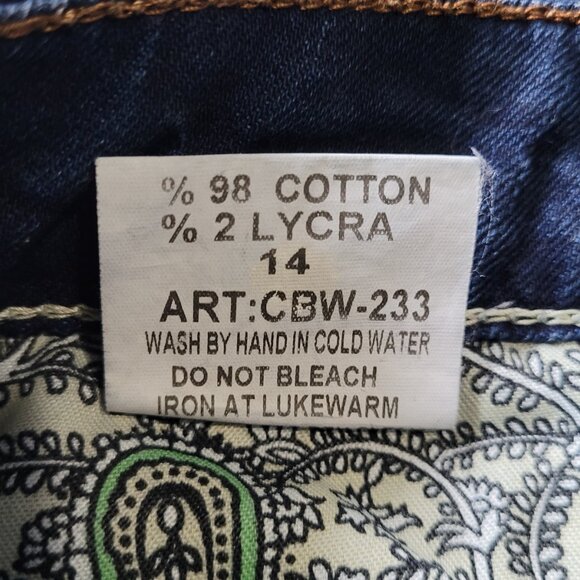 % 98 COTTON
% 2 LYCRA
14
ART:CBW-233
WASH BY HAND IN COLD WATER
DO NOT BLEACH
IRON AT LUKEWARM